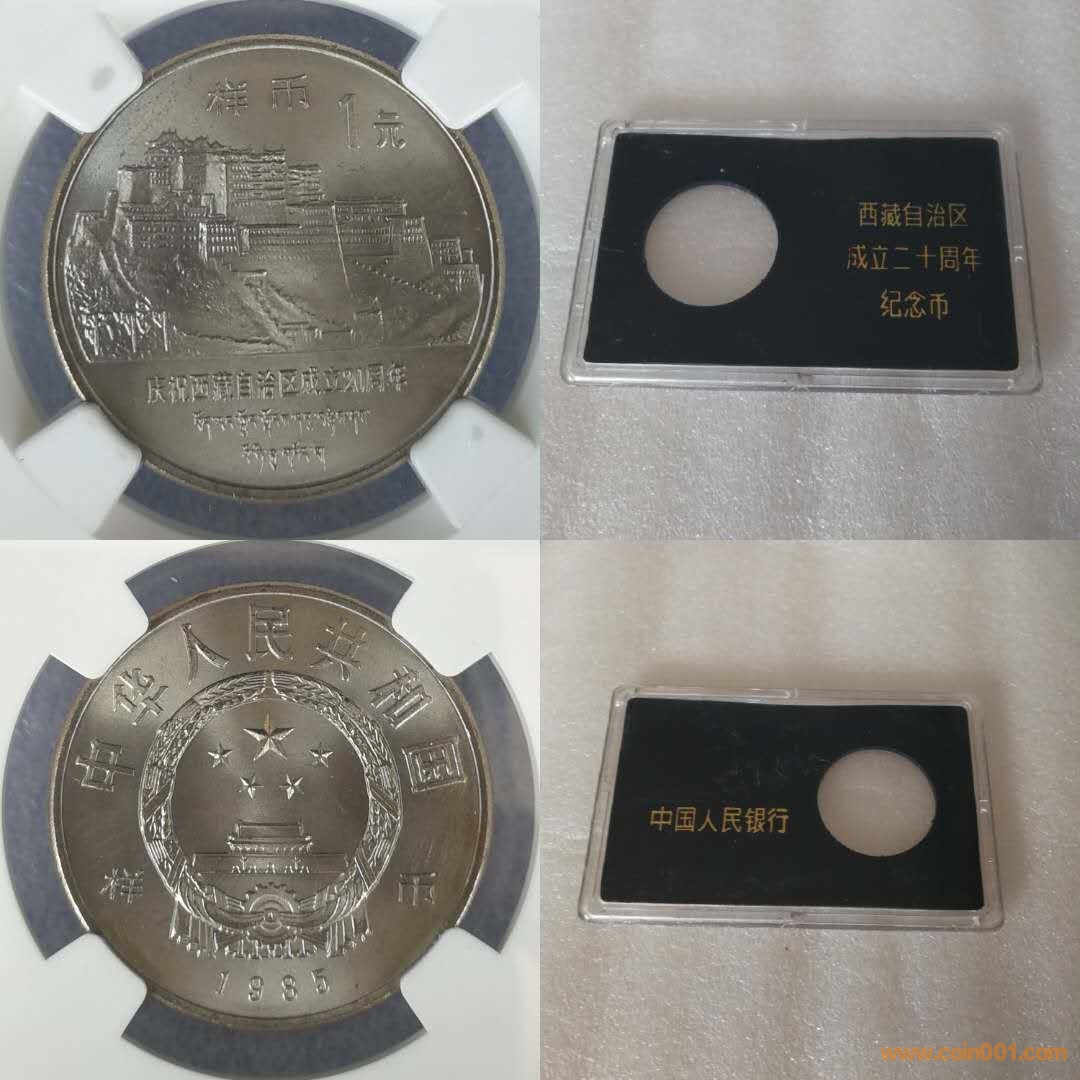 样币
1元
庆祝西藏自治区成立20周年
西藏自治区
成立二十周年
纪念币
中华人民共和国
样币
1985
中国人民银行
www.coin001.com